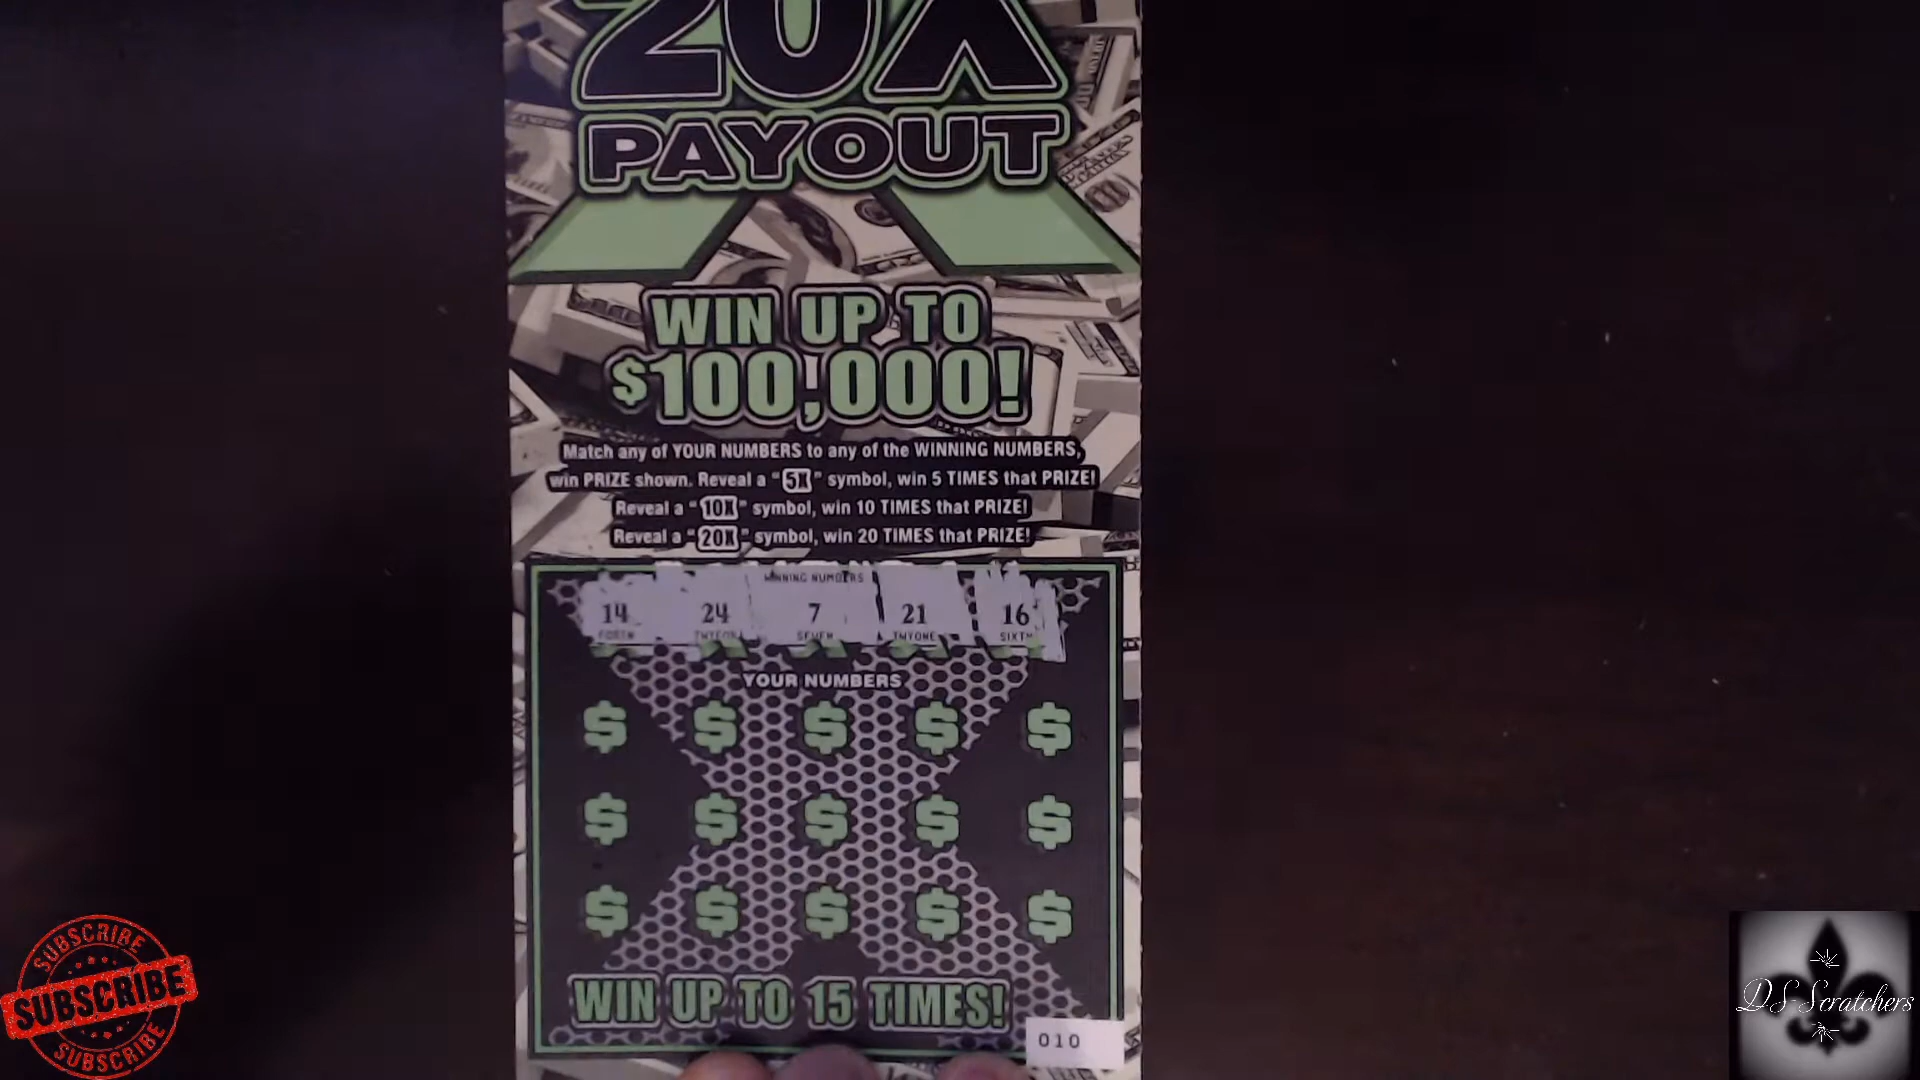 20X
PAYOUT
WIN UP TO
$100,000!
Match any of YOUR NUMBERS to any of the WINNING NUMBERS,
win PRIZE shown. Reveal a "5X" symbol, win 5 TIMES that PRIZE!
Reveal a "10X" symbol, win 10 TIMES that PRIZE!
Reveal a "20X" symbol, win 20 TIMES that PRIZE!
WINNING NUMBERS
14 24 7 21 16
SEVEN TWYONE SIXTN
YOUR NUMBERS
$ $ $ $ $
$ $ $ $ $
$ $ $ $ $
WIN UP TO 15 TIMES!
010
SUBSCRIBE
SUBSCRIBE
SUBSCRIBE
DS Scratchers